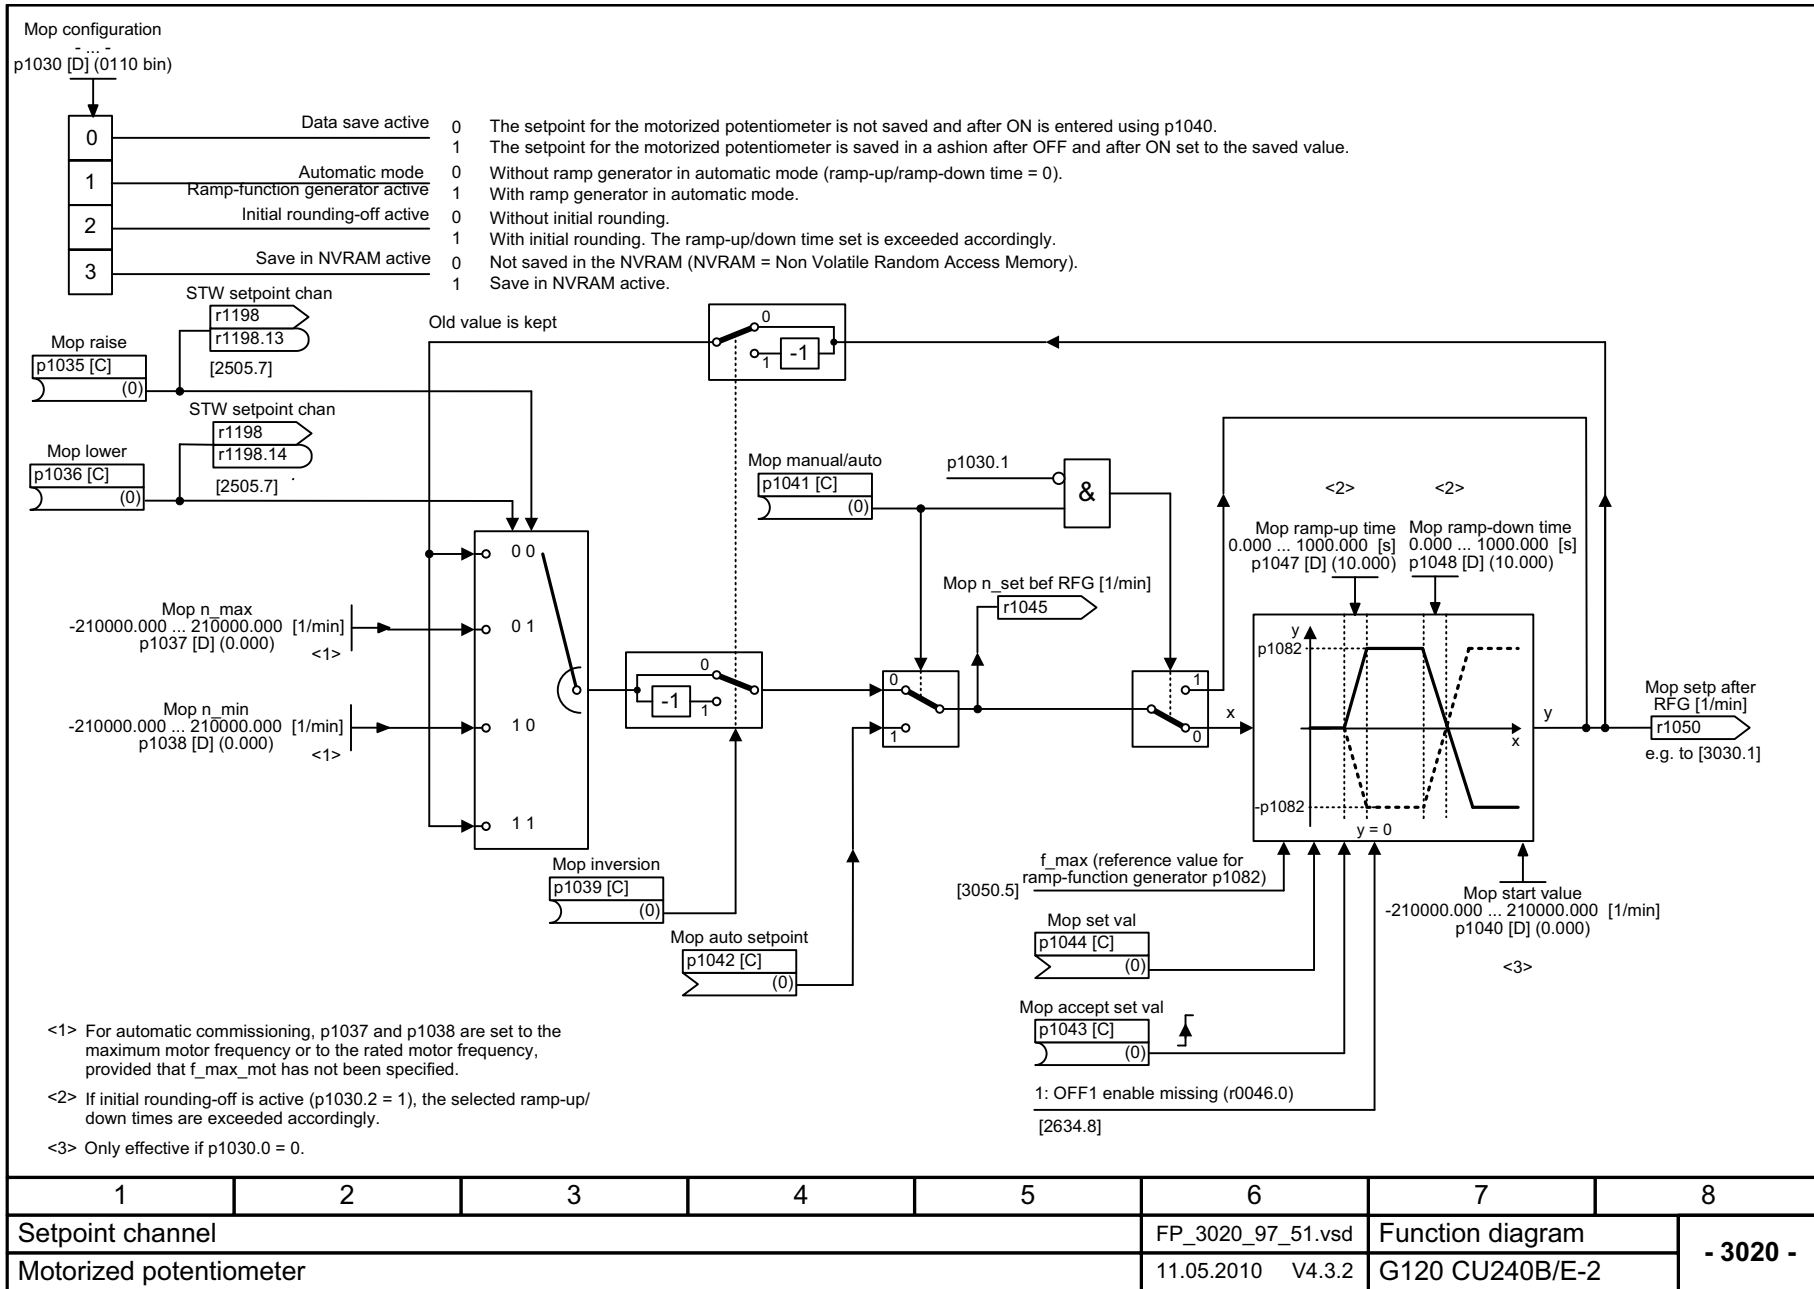 Mop configuration
- ... -
p1030 [D] (0110 bin)
0
Data save active
0 The setpoint for the motorized potentiometer is not saved and after ON is entered using p1040.
1 The setpoint for the motorized potentiometer is saved in a ashion after OFF and after ON set to the saved value.
1
Automatic mode
Ramp-function generator active
0 Without ramp generator in automatic mode (ramp-up/ramp-down time = 0).
1 With ramp generator in automatic mode.
2
Initial rounding-off active
0 Without initial rounding.
1 With initial rounding. The ramp-up/down time set is exceeded accordingly.
3
Save in NVRAM active
0 Not saved in the NVRAM (NVRAM = Non Volatile Random Access Memory).
1 Save in NVRAM active.
STW setpoint chan
r1198
r1198.13
[2505.7]
Mop raise
p1035 [C]
(0)
STW setpoint chan
r1198
r1198.14
[2505.7]
Mop lower
p1036 [C]
(0)
Old value is kept
0
1
-1
0 0
0 1
1 0
1 1
Mop n_max
-210000.000 ... 210000.000 [1/min]
p1037 [D] (0.000)
<1>
Mop n_min
-210000.000 ... 210000.000 [1/min]
p1038 [D] (0.000)
<1>
0
-1
1
Mop inversion
p1039 [C]
(0)
Mop auto setpoint
p1042 [C]
(0)
Mop manual/auto
p1041 [C]
(0)
p1030.1
&
Mop n_set bef RFG [1/min]
r1045
0
1
1
0
x
<2>
<2>
Mop ramp-up time
0.000 ... 1000.000 [s]
p1047 [D] (10.000)
Mop ramp-down time
0.000 ... 1000.000 [s]
p1048 [D] (10.000)
y
p1082
x
-p1082
y = 0
y
Mop setp after
RFG [1/min]
r1050
e.g. to [3030.1]
f_max (reference value for
ramp-function generator p1082)
[3050.5]
Mop set val
p1044 [C]
(0)
Mop accept set val
p1043 [C]
(0)
1: OFF1 enable missing (r0046.0)
[2634.8]
Mop start value
-210000.000 ... 210000.000 [1/min]
p1040 [D] (0.000)
<3>
<1> For automatic commissioning, p1037 and p1038 are set to the
maximum motor frequency or to the rated motor frequency,
provided that f_max_mot has not been specified.
<2> If initial rounding-off is active (p1030.2 = 1), the selected ramp-up/
down times are exceeded accordingly.
<3> Only effective if p1030.0 = 0.
1 2 3 4 5 6 7 8
Setpoint channel
FP_3020_97_51.vsd
Function diagram
- 3020 -
Motorized potentiometer
11.05.2010 V4.3.2
G120 CU240B/E-2